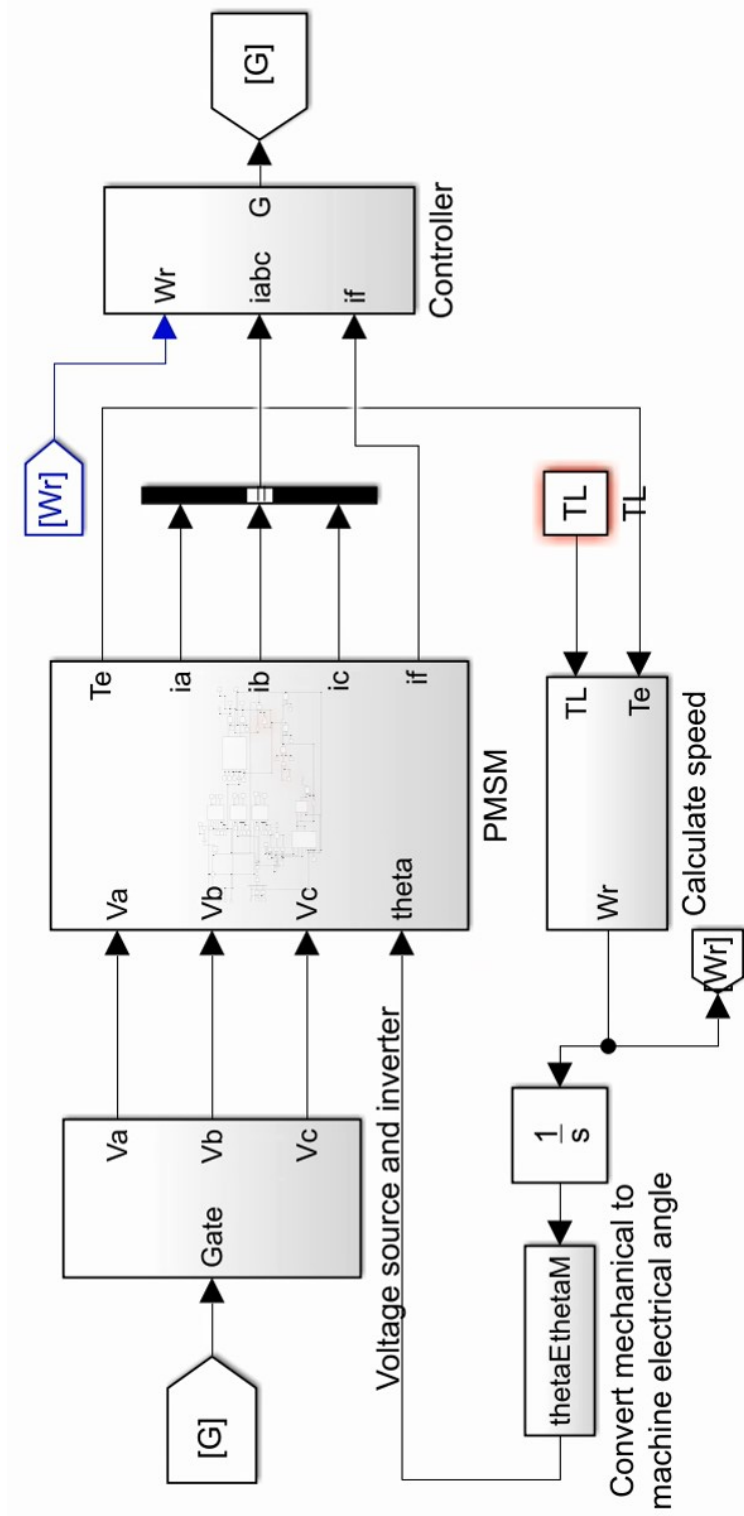 [G]
Gate
Va
Vb
Vc
Voltage source and inverter
Va
Vb
Vc
theta
Te
ia
ib
ic
if
PMSM
[Wr]
Wr
iabc
if
G
Controller
[G]
thetaEthetaM
Convert mechanical to
machine electrical angle
1
s
[Wr]
Wr
TL
Te
Calculate speed
TL
TL